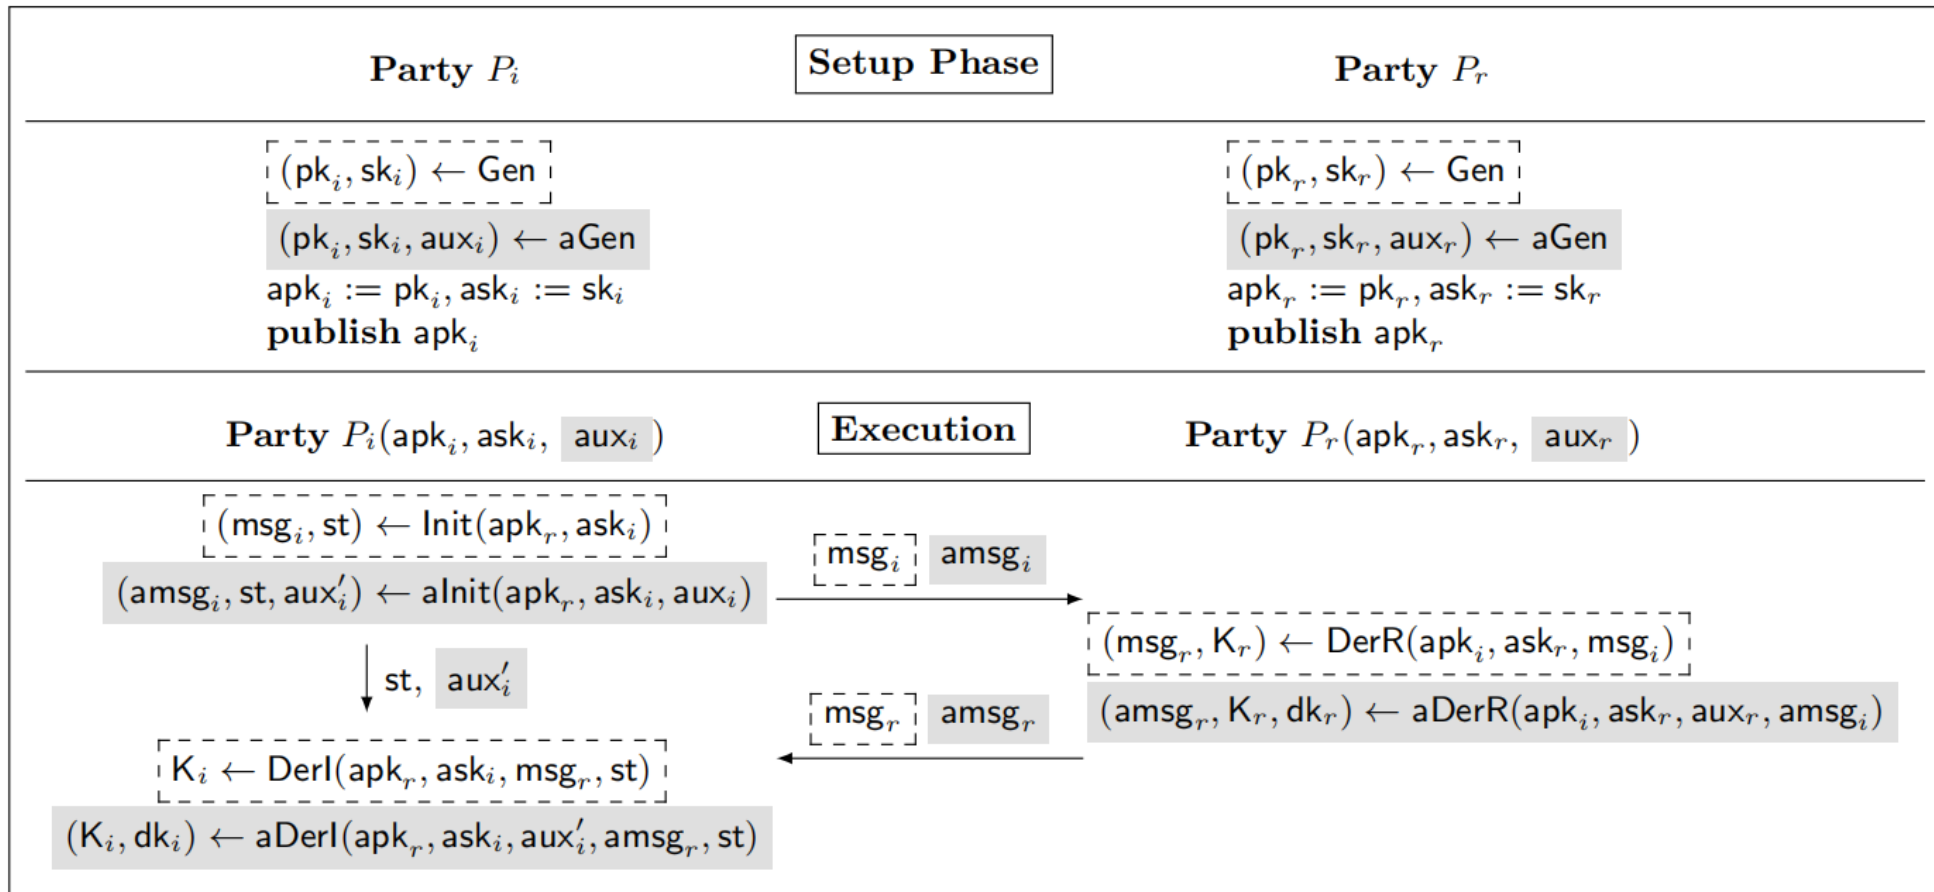 Party P_i Setup Phase Party P_r
(pk_i, sk_i) ← Gen (pk_r, sk_r) ← Gen
(pk_i, sk_i, aux_i) ← aGen (pk_r, sk_r, aux_r) ← aGen
apk_i := pk_i, ask_i := sk_i apk_r := pk_r, ask_r := sk_r
publish apk_i publish apk_r
Party P_i(apk_i, ask_i, aux_i) Execution Party P_r(apk_r, ask_r, aux_r)
(msg_i, st) ← Init(apk_r, ask_i)
(amsg_i, st, aux′_i) ← aInit(apk_r, ask_i, aux_i)
msg_i amsg_i
(msg_r, K_r) ← DerR(apk_i, ask_r, msg_i)
(amsg_r, K_r, dk_r) ← aDerR(apk_i, ask_r, aux_r, amsg_i)
st, aux′_i
msg_r amsg_r
K_i ← DerI(apk_r, ask_i, msg_r, st)
(K_i, dk_i) ← aDerI(apk_r, ask_i, aux′_i, amsg_r, st)